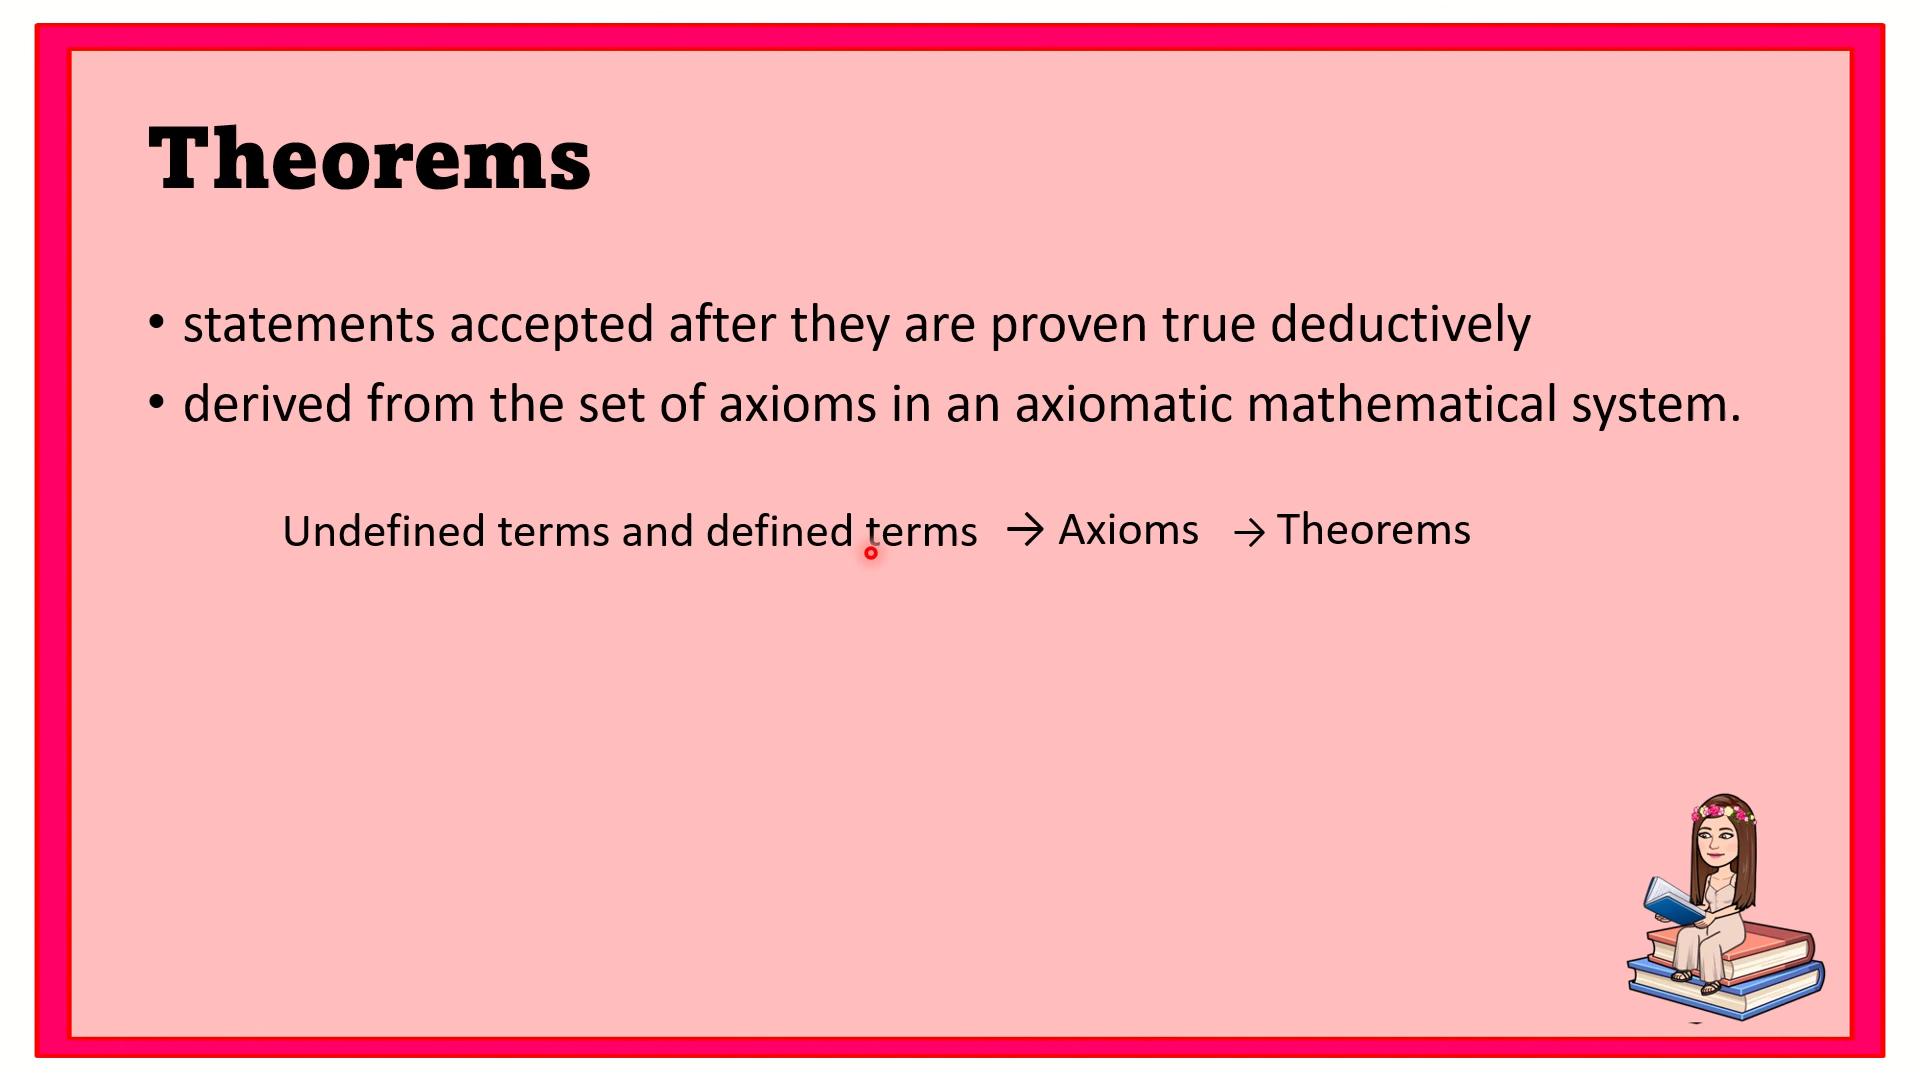 Theorems
• statements accepted after they are proven true deductively
• derived from the set of axioms in an axiomatic mathematical system.
Undefined terms and defined terms → Axioms → Theorems